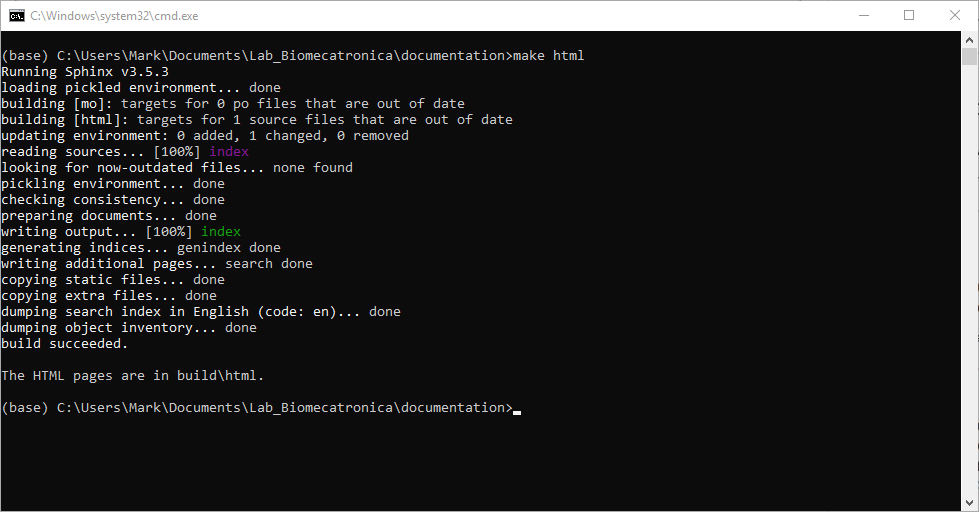 C:\Windows\system32\cmd.exe
(base) C:\Users\Mark\Documents\Lab_Biomecatronica\documentation>make html
Running Sphinx v3.5.3
loading pickled environment... done
building [mo]: targets for 0 po files that are out of date
building [html]: targets for 1 source files that are out of date
updating environment: 0 added, 1 changed, 0 removed
reading sources... [100%] index
looking for now-outdated files... none found
pickling environment... done
checking consistency... done
preparing documents... done
writing output... [100%] index
generating indices... genindex done
writing additional pages... search done
copying static files... done
copying extra files... done
dumping search index in English (code: en)... done
dumping object inventory... done
build succeeded.
The HTML pages are in build\html.
(base) C:\Users\Mark\Documents\Lab_Biomecatronica\documentation>